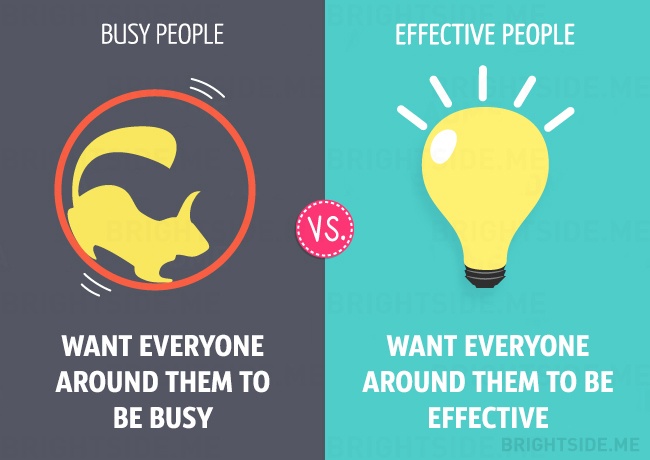 BUSY PEOPLE
EFFECTIVE PEOPLE
VS.
WANT EVERYONE
AROUND THEM TO
BE BUSY
WANT EVERYONE
AROUND THEM TO BE
EFFECTIVE
BRIGHTSIDE.ME